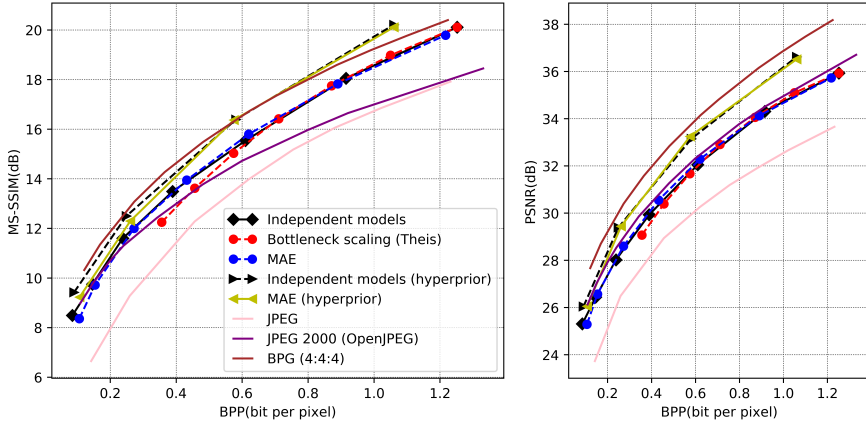 20
18
16
14
12
10
8
6
MS-SSIM(dB)
0.2 0.4 0.6 0.8 1.0 1.2
BPP(bit per pixel)
Independent models
Bottleneck scaling (Theis)
MAE
Independent models (hyperprior)
MAE (hyperprior)
JPEG
JPEG 2000 (OpenJPEG)
BPG (4:4:4)
38
36
34
32
30
28
26
24
PSNR(dB)
0.2 0.4 0.6 0.8 1.0 1.2
BPP(bit per pixel)